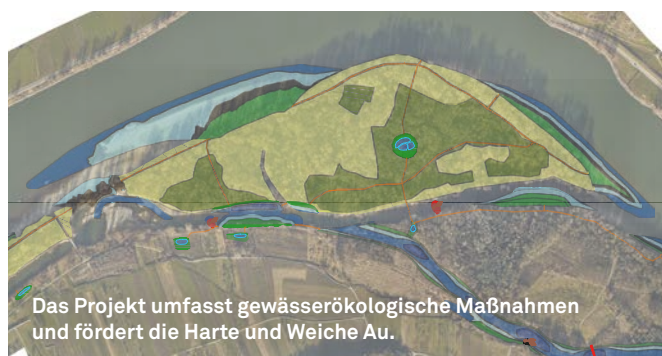 Das Projekt umfasst gewässerökologische Maßnahmen
und fördert die Harte und Weiche Au.